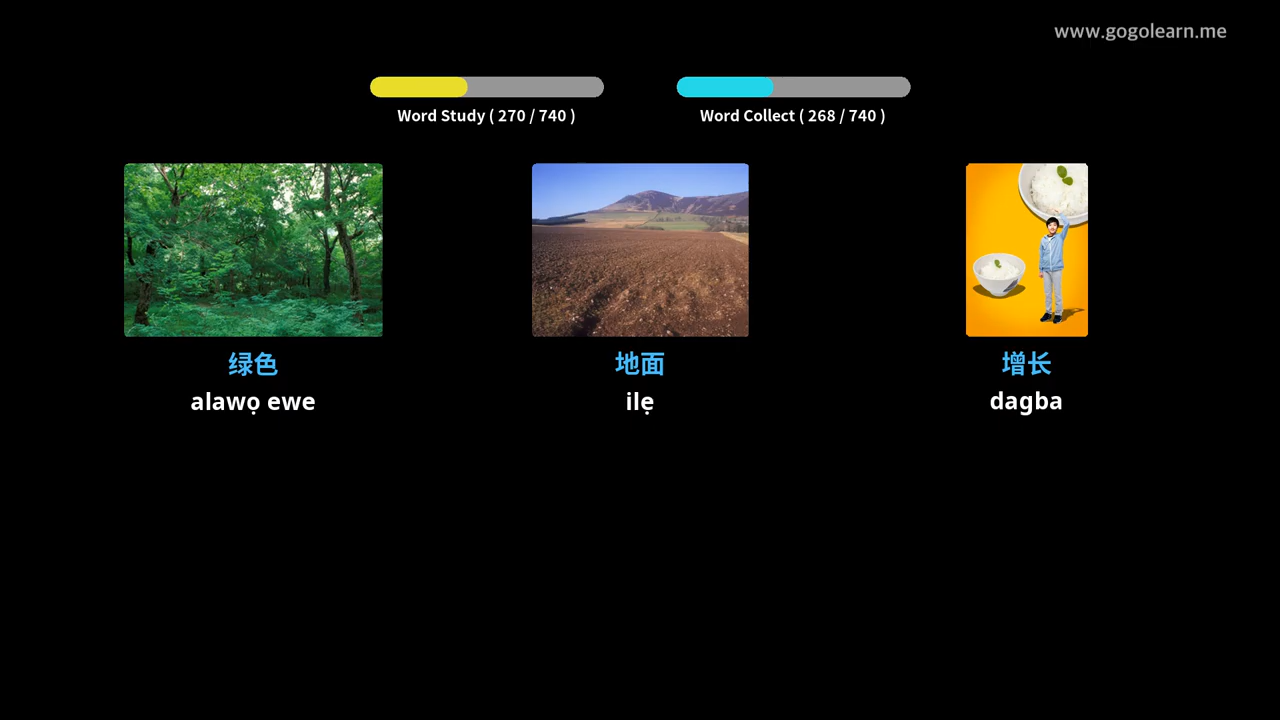 www.gogolearn.me
Word Study ( 270 / 740 )
Word Collect ( 268 / 740 )
绿色
alawọ ewe
地面
ilẹ
增长
dagba